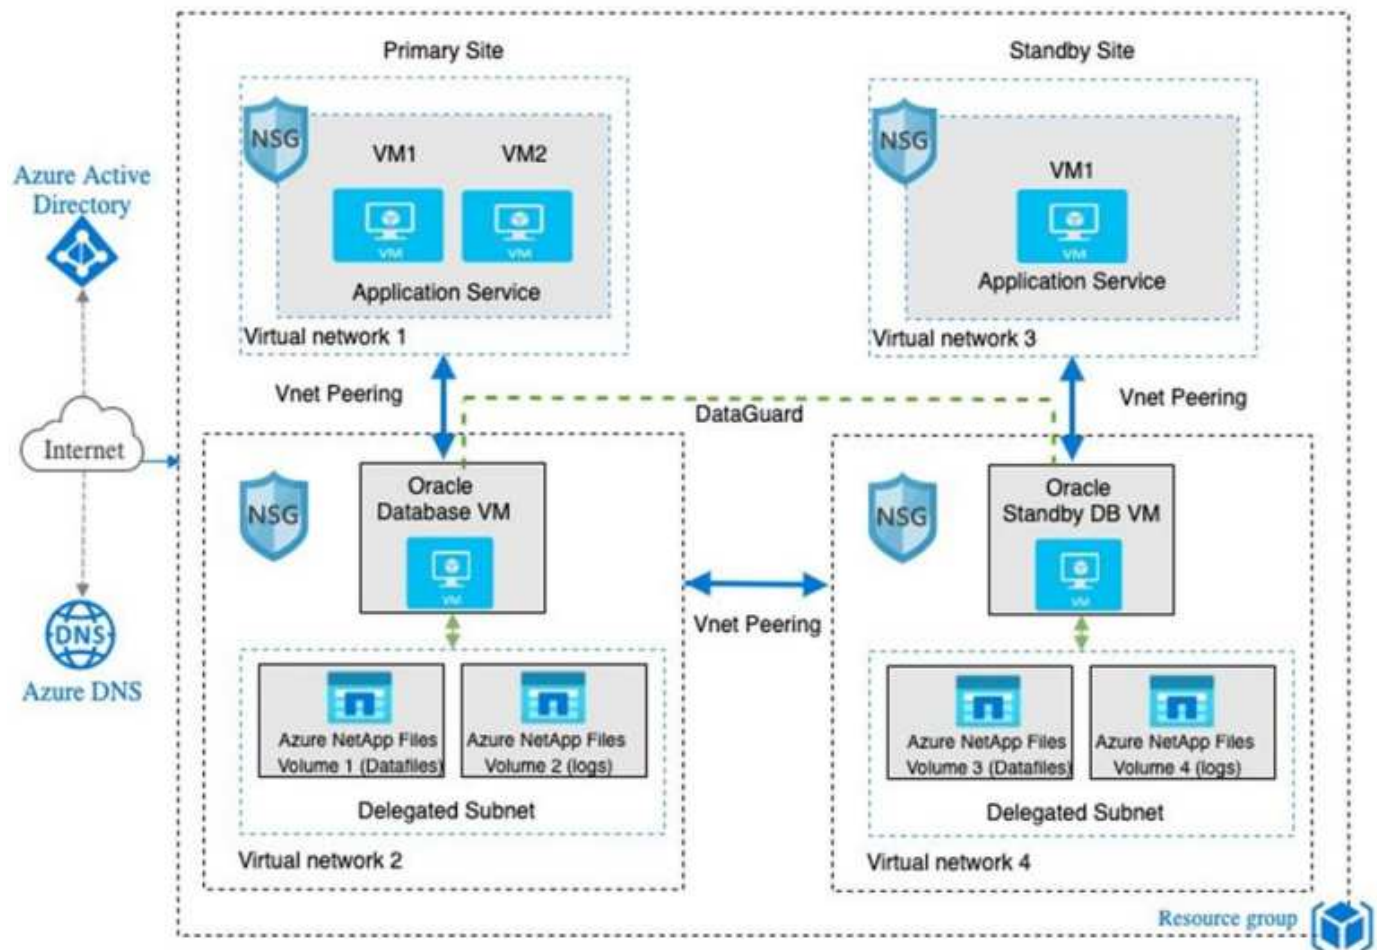 Primary Site
Standby Site
NSG
VM1
VM2
VM
VM
Application Service
Virtual network 1
NSG
VM1
VM
Application Service
Virtual network 3
Azure Active
Directory
Internet
DNS
Azure DNS
Vnet Peering
DataGuard
Vnet Peering
NSG
Oracle
Database VM
VM
Vnet Peering
NSG
Oracle
Standby DB VM
VM
Azure NetApp Files
Volume 1 (Datafiles)
Azure NetApp Files
Volume 2 (logs)
Delegated Subnet
Virtual network 2
Azure NetApp Files
Volume 3 (Datafiles)
Azure NetApp Files
Volume 4 (logs)
Delegated Subnet
Virtual network 4
Resource group